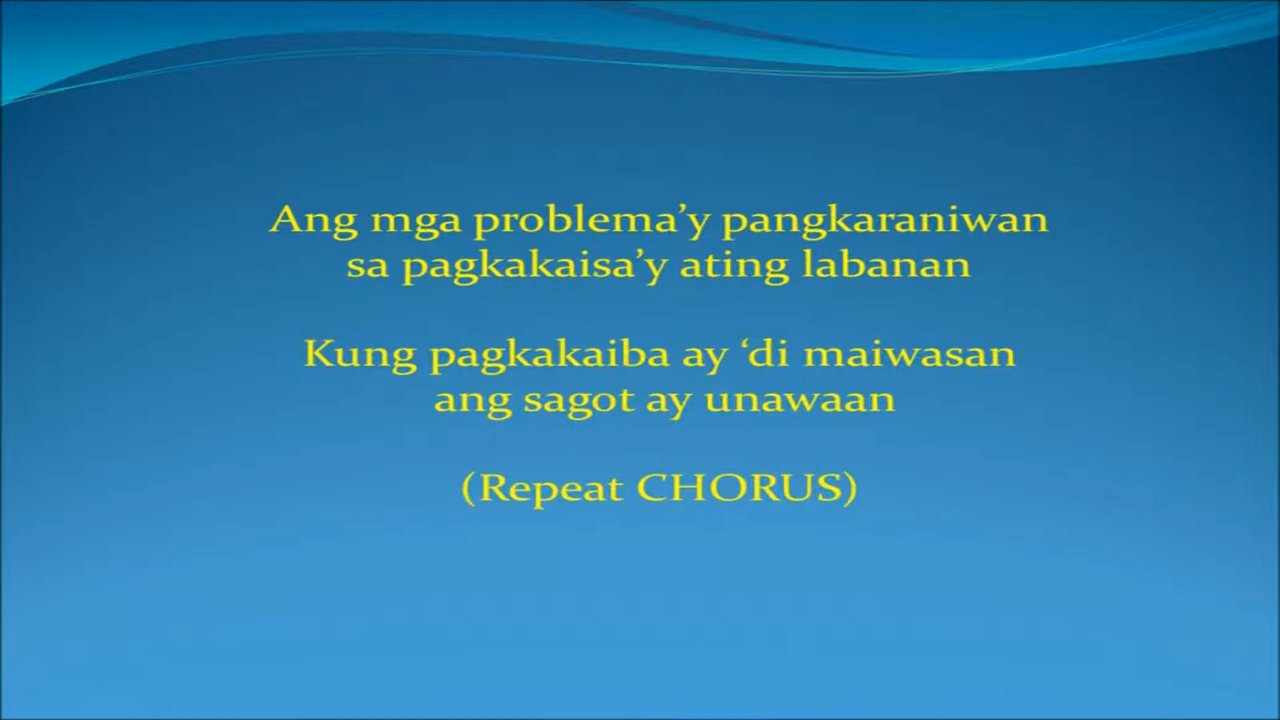 Ang mga problema’y pangkaraniwan
sa pagkakaisa’y ating labanan
Kung pagkakaiba ay ‘di maiwasan
ang sagot ay unawaan
(Repeat CHORUS)